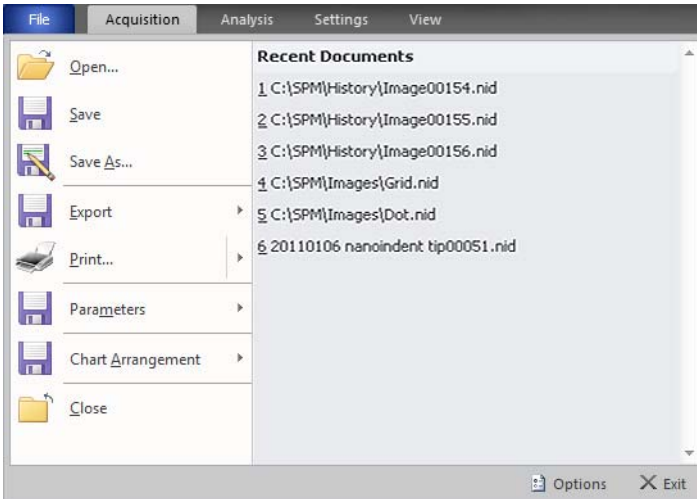 File Acquisition Analysis Settings View
Open...
Save
Save As...
Export
Print...
Parameters
Chart Arrangement
Close
Recent Documents
1 C:\SPM\History\Image00154.nid
2 C:\SPM\History\Image00155.nid
3 C:\SPM\History\Image00156.nid
4 C:\SPM\Images\Grid.nid
5 C:\SPM\Images\Dot.nid
6 20110106 nanoindent tip00051.nid
Options Exit